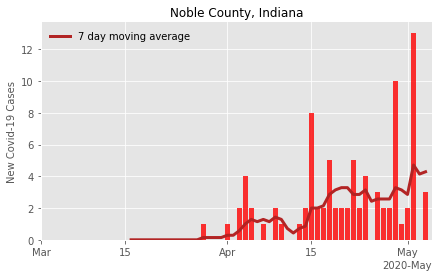 Noble County, Indiana
7 day moving average
New Covid-19 Cases
12
10
8
6
4
2
0
Mar
15
Apr
15
May
2020-May